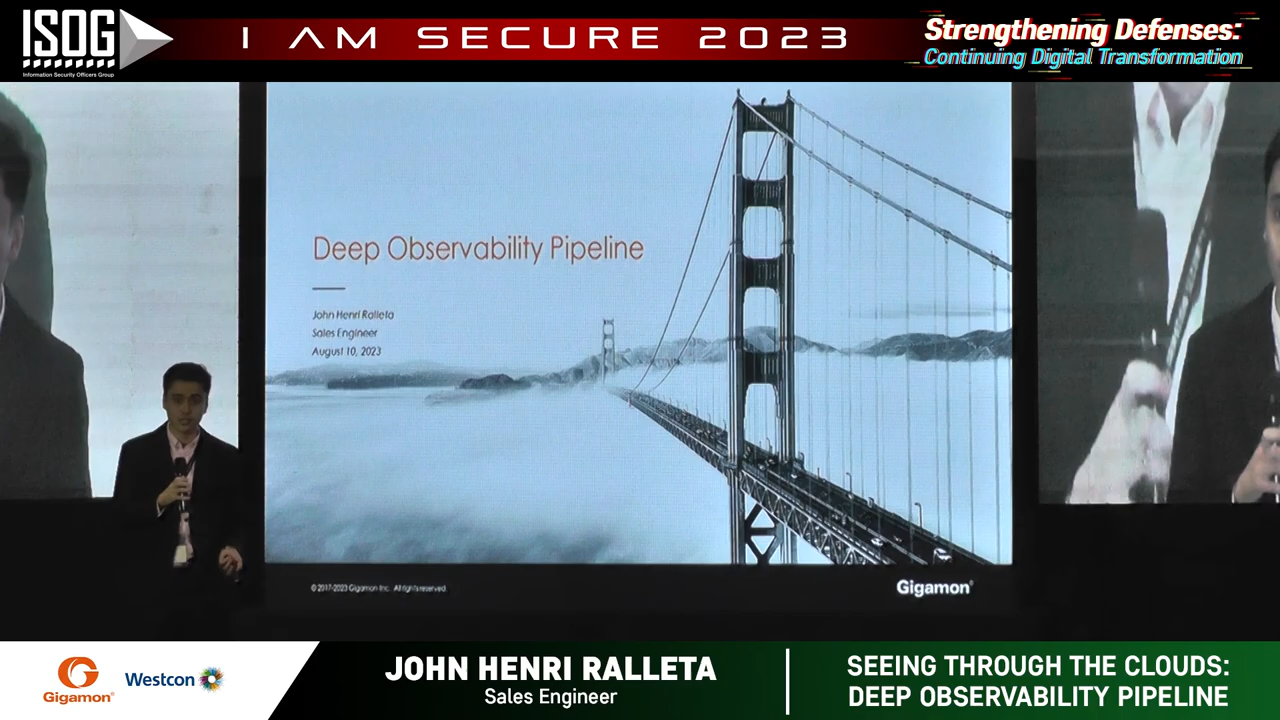 ISOG
Information Security Officers Group
I AM SECURE 2023
Strengthening Defenses:
Continuing Digital Transformation
Deep Observability Pipeline
John Henri Ralleta
Sales Engineer
August 10, 2023
© 2017-2023 Gigamon Inc. All rights reserved.
Gigamon®
Gigamon®
Westcon
JOHN HENRI RALLETA
Sales Engineer
SEEING THROUGH THE CLOUDS:
DEEP OBSERVABILITY PIPELINE